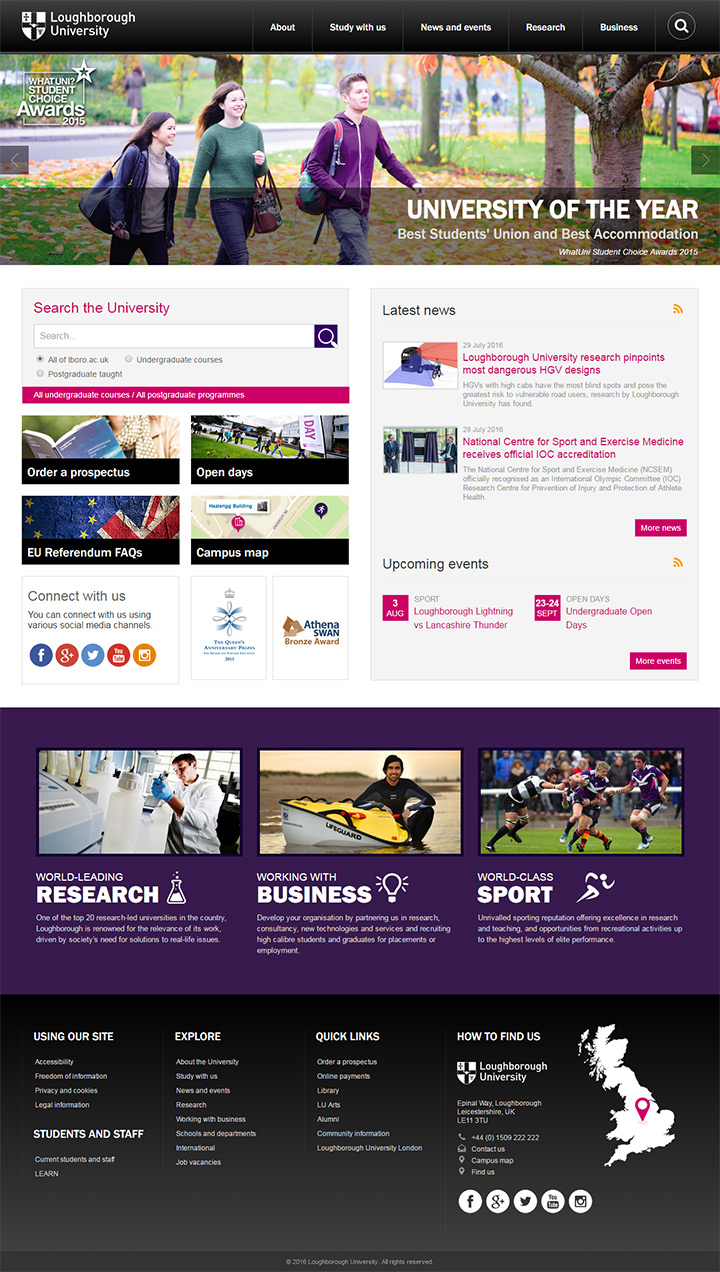 Loughborough
University
About
Study with us
News and events
Research
Business
WHATUNI?
STUDENT
CHOICE
Awards
2015
UNIVERSITY OF THE YEAR
Best Students' Union and Best Accommodation
WhatUni Student Choice Awards 2015
Search the University
Search...
All of lboro.ac.uk
Undergraduate courses
Postgraduate taught
All undergraduate courses / All postgraduate programmes
Order a prospectus
DAY
Open days
EU Referendum FAQs
Hazlerigg Building
Campus map
Connect with us
You can connect with us using
various social media channels.
You
Tube
THE QUEEN'S
ANNIVERSARY PRIZES
FOR HIGHER AND FURTHER EDUCATION
2013
Athena
SWAN
Bronze Award
Latest news
29 July 2016
Loughborough University research pinpoints
most dangerous HGV designs
HGVs with high cabs have the most blind spots and pose the
greatest risk to vulnerable road users, research by Loughborough
University has found.
28 July 2016
National Centre for Sport and Exercise Medicine
receives official IOC accreditation
The National Centre for Sport and Exercise Medicine (NCSEM)
officially recognised as an International Olympic Committee (IOC)
Research Centre for Prevention of Injury and Protection of Athlete
Health.
More news
Upcoming events
3
AUG
SPORT
Loughborough Lightning
vs Lancashire Thunder
23-24
SEPT
OPEN DAYS
Undergraduate Open
Days
More events
LIFEGUARD
WORLD-LEADING
RESEARCH
One of the top 20 research-led universities in the country,
Loughborough is renowned for the relevance of its work,
driven by society's need for solutions to real-life issues.
WORKING WITH
BUSINESS
Develop your organisation by partnering us in research,
consultancy, new technologies and services and recruiting
high calibre students and graduates for placements or
employment.
WORLD-CLASS
SPORT
Unrivalled sporting reputation offering excellence in research
and teaching, and opportunities from recreational activities up
to the highest levels of elite performance.
USING OUR SITE
Accessibility
Freedom of information
Privacy and cookies
Legal information
STUDENTS AND STAFF
Current students and staff
LEARN
EXPLORE
About the University
Study with us
News and events
Research
Working with business
Schools and departments
International
Job vacancies
QUICK LINKS
Order a prospectus
Online payments
Library
LU Arts
Alumni
Community information
Loughborough University London
HOW TO FIND US
Loughborough
University
Epinal Way, Loughborough
Leicestershire, UK
LE11 3TU
+44 (0) 1509 222 222
Contact us
Campus map
Find us
You
Tube
© 2016 Loughborough University. All rights reserved.